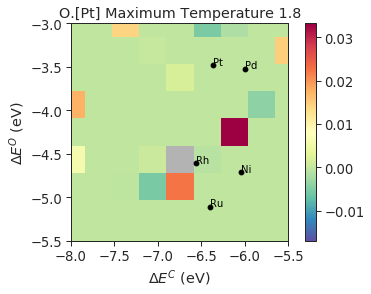 O.[Pt] Maximum Temperature 1.8
−3.0
−3.5
−4.0
−4.5
−5.0
−5.5
ΔE^O (eV)
Pt
Pd
Rh
Ni
Ru
−8.0 −7.5 −7.0 −6.5 −6.0 −5.5
ΔE^C (eV)
0.03
0.02
0.01
0.00
−0.01